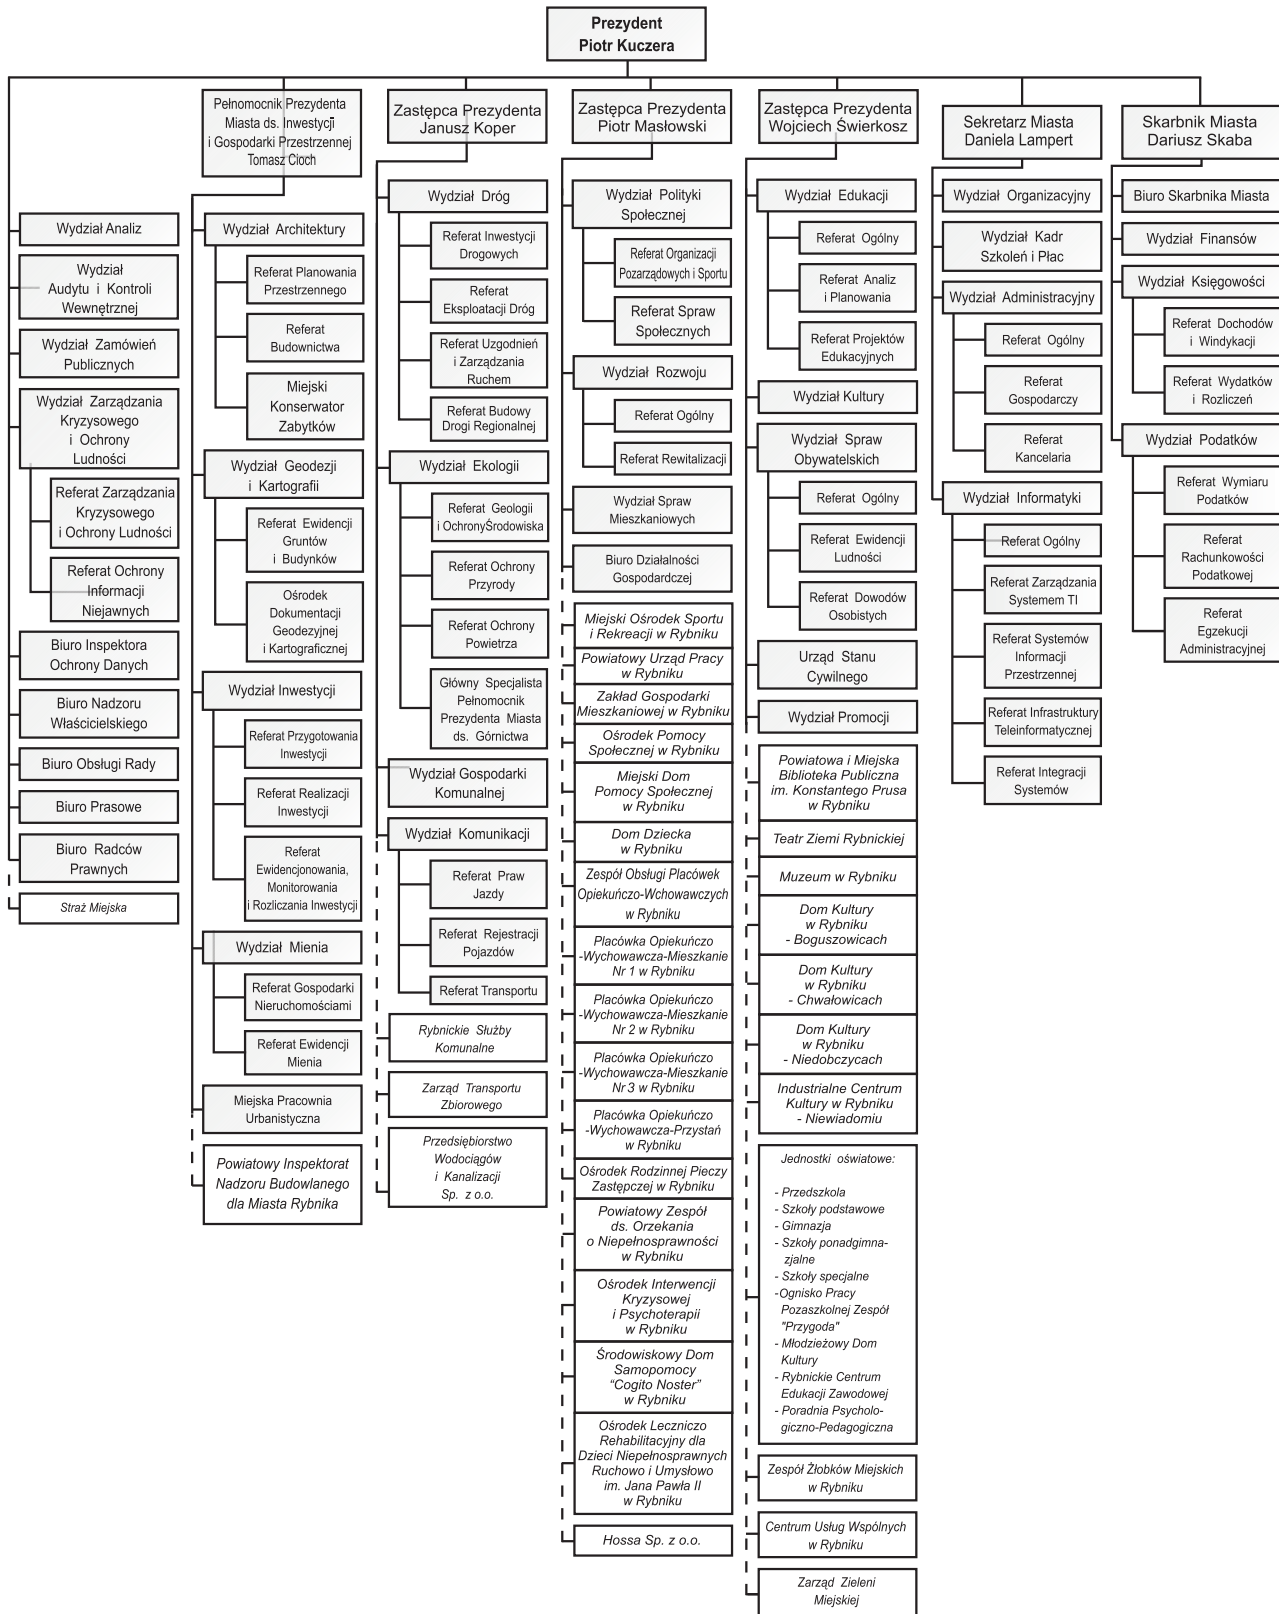 Prezydent
Piotr Kuczera
Pełnomocnik Prezydenta
Miasta ds. Inwestycji
i Gospodarki Przestrzennej
Tomasz Cioch
Zastępca Prezydenta
Janusz Koper
Zastępca Prezydenta
Piotr Masłowski
Zastępca Prezydenta
Wojciech Świerkosz
Sekretarz Miasta
Daniela Lampert
Skarbnik Miasta
Dariusz Skaba
Wydział Analiz
Wydział
Audytu i Kontroli
Wewnętrznej
Wydział Zamówień
Publicznych
Wydział Zarządzania
Kryzysowego
i Ochrony
Ludności
Referat Zarządzania
Kryzysowego
i Ochrony Ludności
Referat Ochrony
Informacji
Niejawnych
Biuro Inspektora
Ochrony Danych
Biuro Nadzoru
Właścicielskiego
Biuro Obsługi Rady
Biuro Prasowe
Biuro Radców
Prawnych
Straż Miejska
Wydział Architektury
Referat Planowania
Przestrzennego
Referat
Budownictwa
Miejski
Konserwator
Zabytków
Wydział Geodezji
i Kartografii
Referat Ewidencji
Gruntów
i Budynków
Ośrodek
Dokumentacji
Geodezyjnej
i Kartograficznej
Wydział Inwestycji
Referat Przygotowania
Inwestycji
Referat Realizacji
Inwestycji
Referat
Ewidencjonowania,
Monitorowania
i Rozliczania Inwestycji
Wydział Mienia
Referat Gospodarki
Nieruchomościami
Referat Ewidencji
Mienia
Miejska Pracownia
Urbanistyczna
Powiatowy Inspektorat
Nadzoru Budowlanego
dla Miasta Rybnika
Wydział Dróg
Referat Inwestycji
Drogowych
Referat
Eksploatacji Dróg
Referat Uzgodnień
i Zarządzania
Ruchem
Referat Budowy
Drogi Regionalnej
Wydział Ekologii
Referat Geologii
i OchronyŚrodowiska
Referat Ochrony
Przyrody
Referat Ochrony
Powietrza
Główny Specjalista
Pełnomocnik
Prezydenta Miasta
ds. Górnictwa
Wydział Gospodarki
Komunalnej
Wydział Komunikacji
Referat Praw
Jazdy
Referat Rejestracji
Pojazdów
Referat Transportu
Rybnickie Służby
Komunalne
Zarząd Transportu
Zbiorowego
Przedsiębiorstwo
Wodociągów
i Kanalizacji
Sp. z o.o.
Wydział Polityki
Społecznej
Referat Organizacji
Pozarządowych i Sportu
Referat Spraw
Społecznych
Wydział Rozwoju
Referat Ogólny
Referat Rewitalizacji
Wydział Spraw
Mieszkaniowych
Biuro Działalności
Gospodardczej
Miejski Ośrodek Sportu
i Rekreacji w Rybniku
Powiatowy Urząd Pracy
w Rybniku
Zakład Gospodarki
Mieszkaniowej w Rybniku
Ośrodek Pomocy
Społecznej w Rybniku
Miejski Dom
Pomocy Społecznej
w Rybniku
Dom Dziecka
w Rybniku
Zespół Obsługi Placówek
Opiekuńczo-Wchowawczych
w Rybniku
Placówka Opiekuńczo
-Wychowawcza-Mieszkanie
Nr 1 w Rybniku
Placówka Opiekuńczo
-Wychowawcza-Mieszkanie
Nr 2 w Rybniku
Placówka Opiekuńczo
-Wychowawcza-Mieszkanie
Nr 3 w Rybniku
Placówka Opiekuńczo
-Wychowawcza-Przystań
w Rybniku
Ośrodek Rodzinnej Pieczy
Zastępczej w Rybniku
Powiatowy Zespół
ds. Orzekania
o Niepełnosprawności
w Rybniku
Ośrodek Interwencji
Kryzysowej
i Psychoterapii
w Rybniku
Środowiskowy Dom
Samopomocy
“Cogito Noster”
w Rybniku
Ośrodek Leczniczo
Rehabilitacyjny dla
Dzieci Niepełnosprawnych
Ruchowo i Umysłowo
im. Jana Pawła II
w Rybniku
Hossa Sp. z o.o.
Wydział Edukacji
Referat Ogólny
Referat Analiz
i Planowania
Referat Projektów
Edukacyjnych
Wydział Kultury
Wydział Spraw
Obywatelskich
Referat Ogólny
Referat Ewidencji
Ludności
Referat Dowodów
Osobistych
Urząd Stanu
Cywilnego
Wydział Promocji
Powiatowa i Miejska
Biblioteka Publiczna
im. Konstantego Prusa
w Rybniku
Teatr Ziemi Rybnickiej
Muzeum w Rybniku
Dom Kultury
w Rybniku
- Boguszowicach
Dom Kultury
w Rybniku
- Chwałowicach
Dom Kultury
w Rybniku
- Niedobczycach
Industrialne Centrum
Kultury w Rybniku
- Niewiadomiu
Jednostki oświatowe:
- Przedszkola
- Szkoły podstawowe
- Gimnazja
- Szkoły ponadgimna-
zjalne
- Szkoły specjalne
-Ognisko Pracy
Pozaszkolnej Zespół
"Przygoda"
- Młodzieżowy Dom
Kultury
- Rybnickie Centrum
Edukacji Zawodowej
- Poradnia Psycholo-
giczno-Pedagogiczna
Zespół Żłobków Miejskich
w Rybniku
Centrum Usług Wspólnych
w Rybniku
Zarząd Zieleni
Miejskiej
Wydział Organizacyjny
Wydział Kadr
Szkoleń i Płac
Wydział Administracyjny
Referat Ogólny
Referat
Gospodarczy
Referat
Kancelaria
Wydział Informatyki
Referat Ogólny
Referat Zarządzania
Systemem TI
Referat Systemów
Informacji
Przestrzennej
Referat Infrastruktury
Teleinformatycznej
Referat Integracji
Systemów
Biuro Skarbnika Miasta
Wydział Finansów
Wydział Księgowości
Referat Dochodów
i Windykacji
Referat Wydatków
i Rozliczeń
Wydział Podatków
Referat Wymiaru
Podatków
Referat
Rachunkowości
Podatkowej
Referat
Egzekucji
Administracyjnej